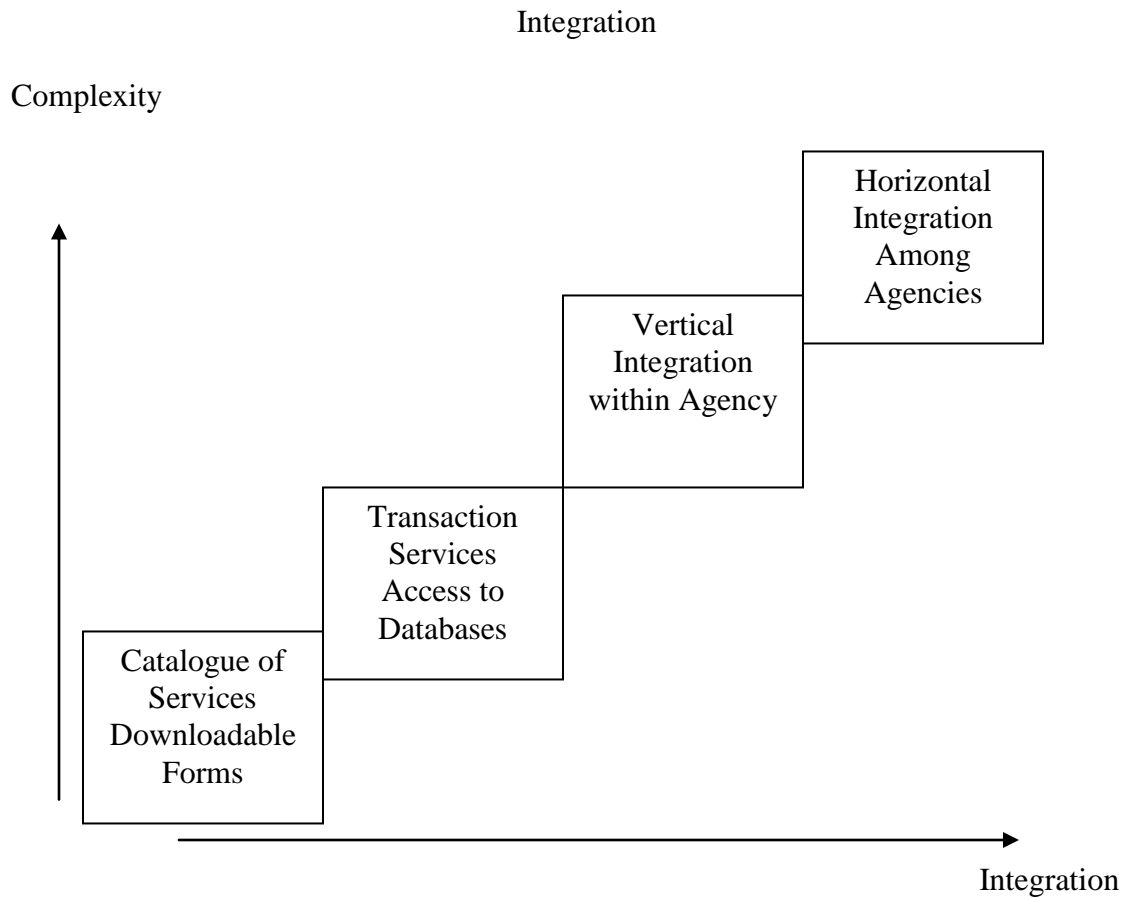 Integration
Complexity
Horizontal
Integration
Among
Agencies
Vertical
Integration
within Agency
Transaction
Services
Access to
Databases
Catalogue of
Services
Downloadable
Forms
Integration